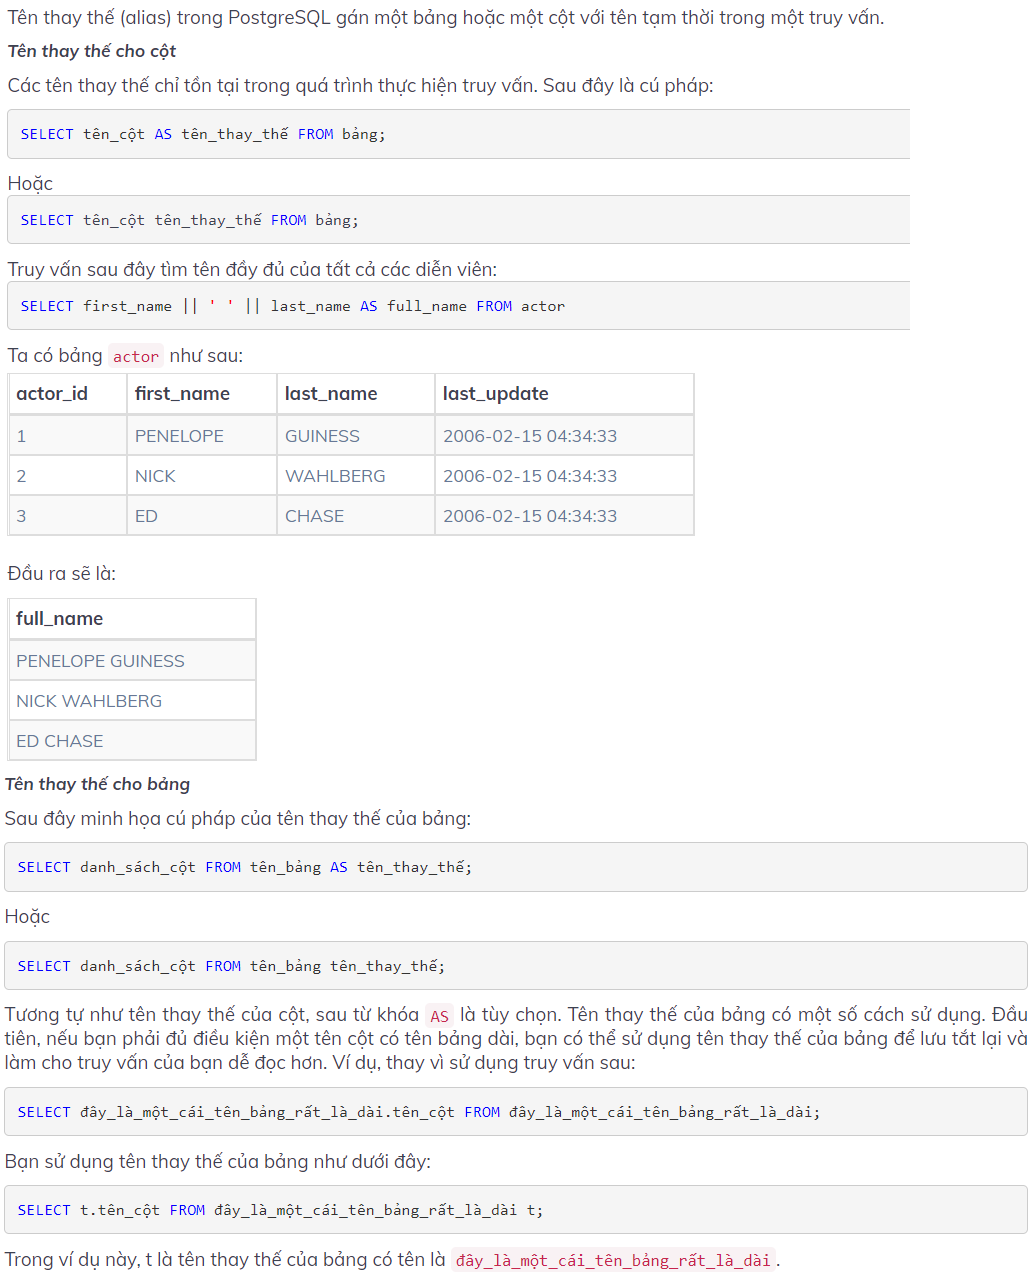 Tên thay thế (alias) trong PostgreSQL gán một bảng hoặc một cột với tên tạm thời trong một truy vấn.
Tên thay thế cho cột
Các tên thay thế chỉ tồn tại trong quá trình thực hiện truy vấn. Sau đây là cú pháp:
SELECT tên_cột AS tên_thay_thế FROM bảng;
Hoặc
SELECT tên_cột tên_thay_thế FROM bảng;
Truy vấn sau đây tìm tên đầy đủ của tất cả các diễn viên:
SELECT first_name || ' ' || last_name AS full_name FROM actor
Ta có bảng actor như sau:
actor_id first_name last_name last_update
1 PENELOPE GUINESS 2006-02-15 04:34:33
2 NICK WAHLBERG 2006-02-15 04:34:33
3 ED CHASE 2006-02-15 04:34:33
Đầu ra sẽ là:
full_name
PENELOPE GUINESS
NICK WAHLBERG
ED CHASE
Tên thay thế cho bảng
Sau đây minh họa cú pháp của tên thay thế của bảng:
SELECT danh_sách_cột FROM tên_bảng AS tên_thay_thế;
Hoặc
SELECT danh_sách_cột FROM tên_bảng tên_thay_thế;
Tương tự như tên thay thế của cột, sau từ khóa AS là tùy chọn. Tên thay thế của bảng có một số cách sử dụng. Đầu
tiên, nếu bạn phải đủ điều kiện một tên cột có tên bảng dài, bạn có thể sử dụng tên thay thế của bảng để lưu tắt lại và
làm cho truy vấn của bạn dễ đọc hơn. Ví dụ, thay vì sử dụng truy vấn sau:
SELECT đây_là_một_cái_tên_bảng_rất_là_dài.tên_cột FROM đây_là_một_cái_tên_bảng_rất_là_dài;
Bạn sử dụng tên thay thế của bảng như dưới đây:
SELECT t.tên_cột FROM đây_là_một_cái_tên_bảng_rất_là_dài t;
Trong ví dụ này, t là tên thay thế của bảng có tên là đây_là_một_cái_tên_bảng_rất_là_dài.